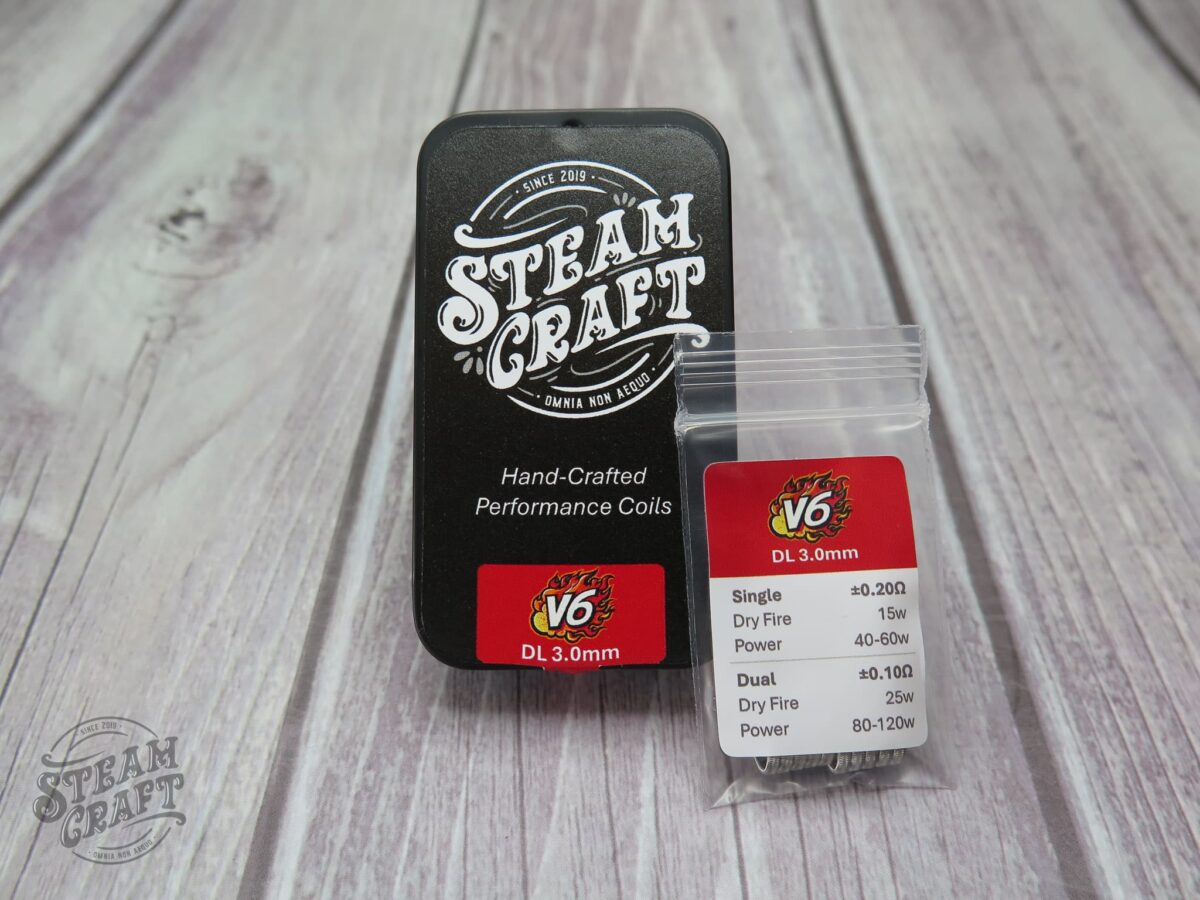 SINCE 2019
STEAM
CRAFT
OMNIA NON AEQUO
Hand-Crafted
Performance Coils
V6
DL 3.0mm
V6
DL 3.0mm
Single ±0.20Ω
Dry Fire 15w
Power 40-60w
Dual ±0.10Ω
Dry Fire 25w
Power 80-120w
SINCE 2019
STEAM
CRAFT
OMNIA NON AEQUO